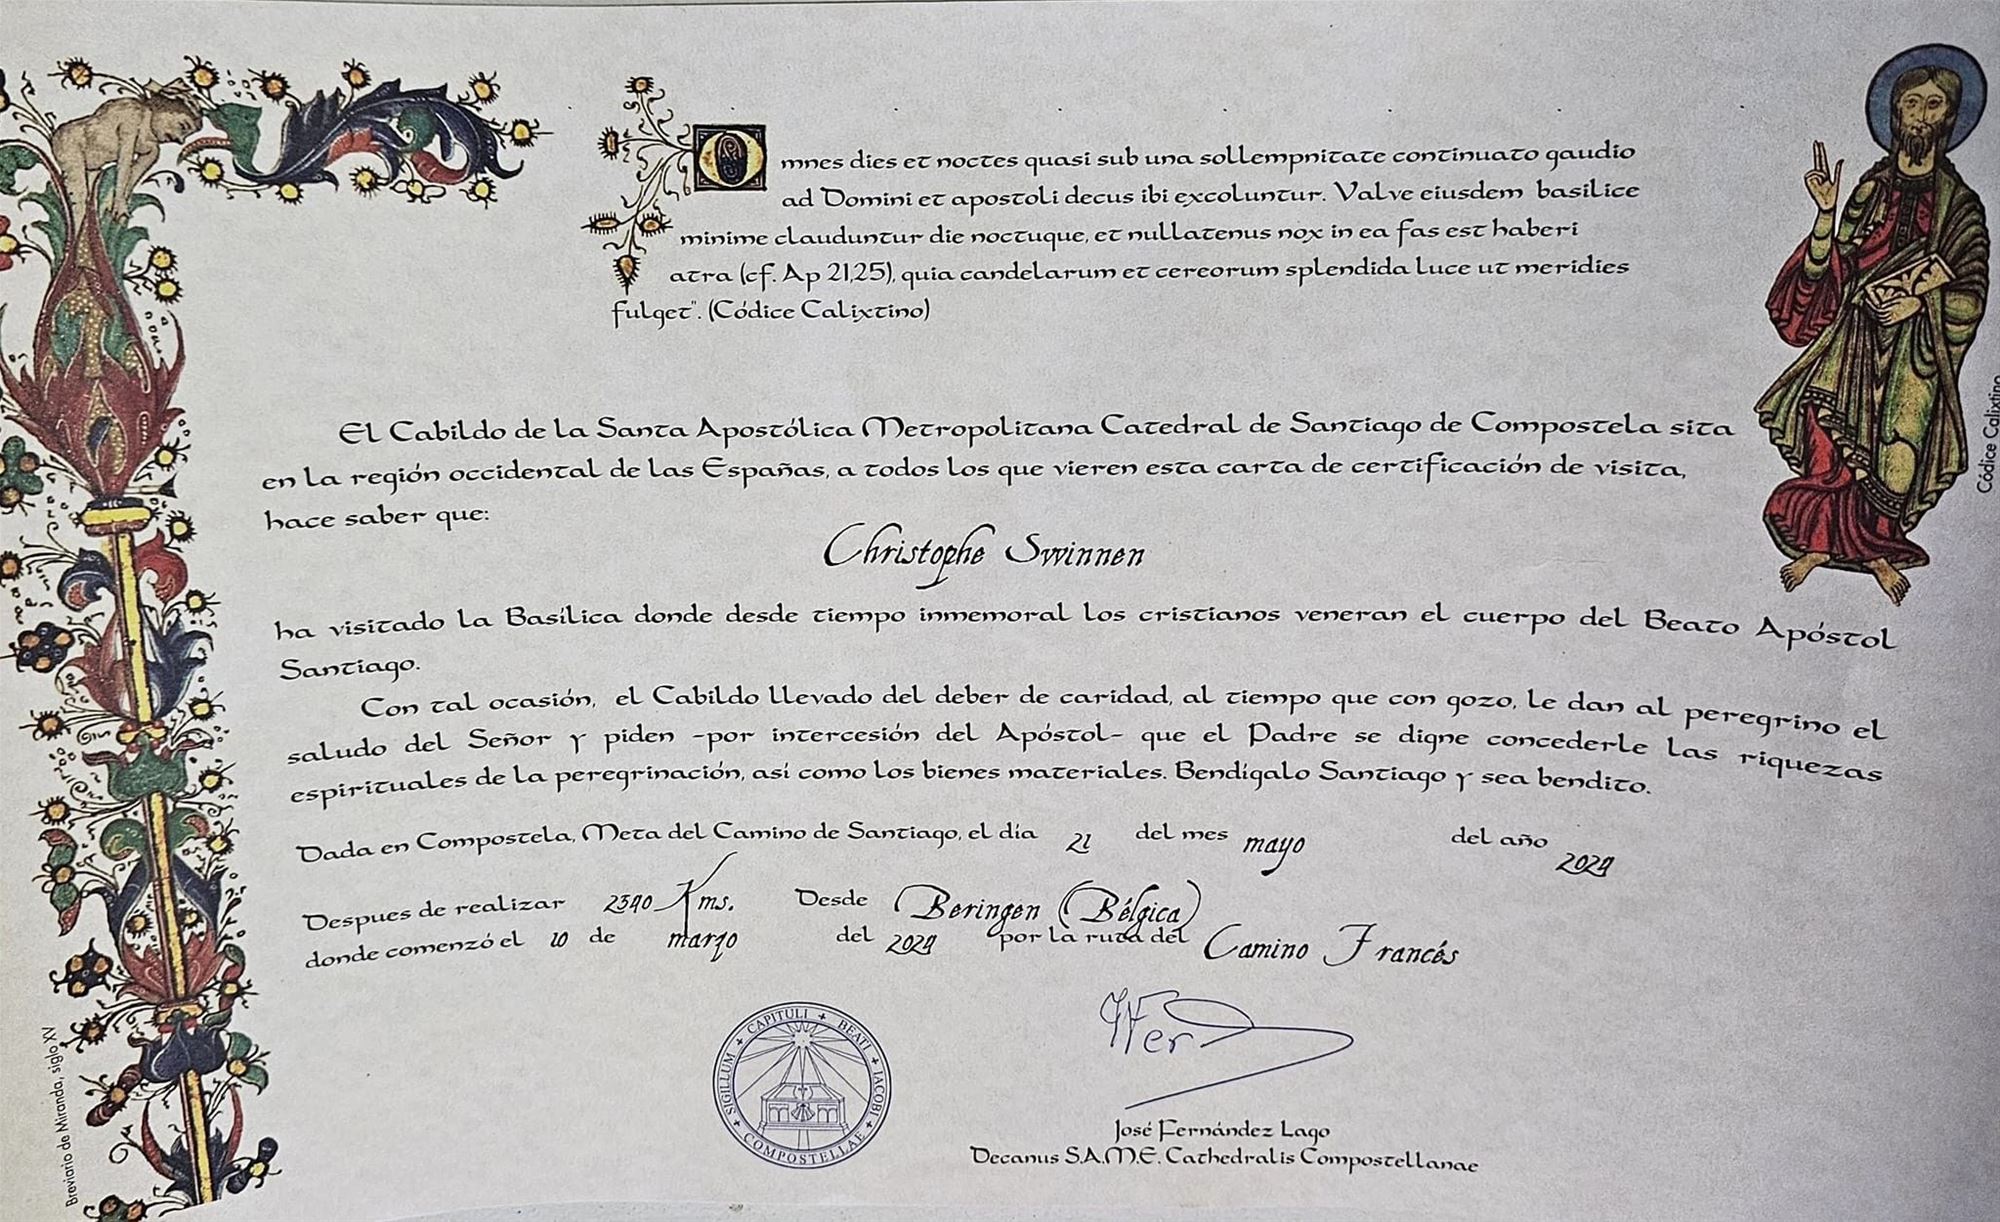 Omnes dies et noctes quasi sub una sollempnitate continuato gaudio
ad Domini et apostoli decus ibi excoluntur. Valve eiusdem basilice
minime clauduntur die noctuque, et nullatenus nox in ea fas est haberi
atra (cf. Ap 21,25), quia candelarum et cereorum splendida luce ut meridies
fulget". (Códice Calixtino)
Códice Calixtino
El Cabildo de la Santa Apostólica Metropolitana Catedral de Santiago de Compostela sita
en la región occidental de las Españas, a todos los que vieren esta carta de certificación de visita,
hace saber que:
Christophe Swinnen
ha visitado la Basílica donde desde tiempo inmemoral los cristianos veneran el cuerpo del Beato Apóstol
Santiago.
Con tal ocasión, el Cabildo llevado del deber de caridad, al tiempo que con gozo, le dan al peregrino el
saludo del Señor y piden -por intercesión del Apóstol- que el Padre se digne concederle las riquezas
espirituales de la peregrinación, así como los bienes materiales. Bendígalo Santiago y sea bendito.
Dada en Compostela, Meta del Camino de Santiago, el día 21 del mes mayo del año 2024
Despues de realizar 2340 Kms. Desde Beringen (Bélgica)
donde comenzó el 10 de marzo del 2024 por la ruta del Camino Francés
SIGILLUM + CAPITULI + BEATI + IACOBI + COMPOSTELLAE +
José Fernández Lago
Decanus S.A.M.E. Cathedralis Compostellanae
Breviario de Miranda, siglo XV